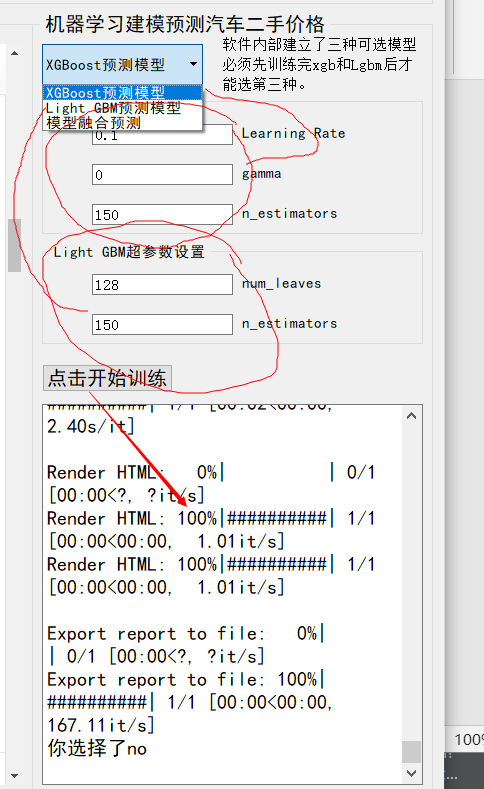 机器学习建模预测汽车二手价格
XGBoost预测模型
软件内部建立了三种可选模型
必须先训练完xgb和Lgbm后才
能选第三种。
XGBoost预测模型
Light GBM预测模型
模型融合预测
0.1 Learning Rate
0 gamma
150 n_estimators
Light GBM超参数设置
128 num_leaves
150 n_estimators
点击开始训练
##########| 1/1 [00:02<00:00,
2.40s/it]
Render HTML:   0%|          | 0/1
[00:00<?, ?it/s]
Render HTML: 100%|##########| 1/1
[00:00<00:00,  1.01it/s]
Render HTML: 100%|##########| 1/1
[00:00<00:00,  1.01it/s]
Export report to file:   0%|
| 0/1 [00:00<?, ?it/s]
Export report to file: 100%|
##########| 1/1 [00:00<00:00,
167.11it/s]
你选择了no
100%